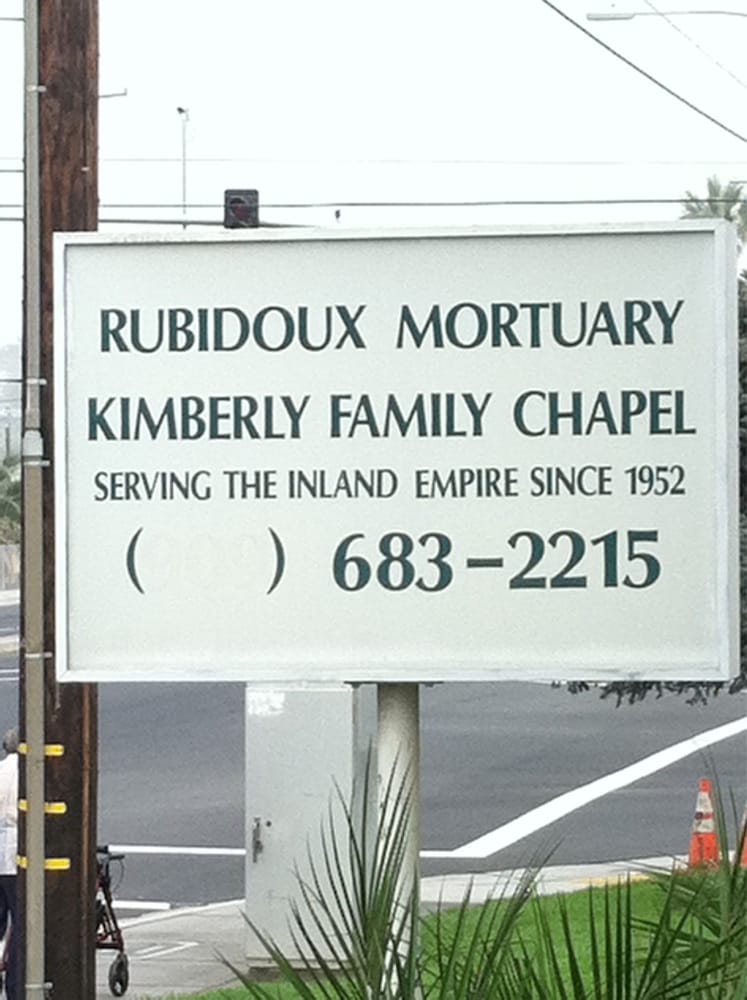 RUBIDOUX MORTUARY
KIMBERLY FAMILY CHAPEL
SERVING THE INLAND EMPIRE SINCE 1952
( ) 683-2215